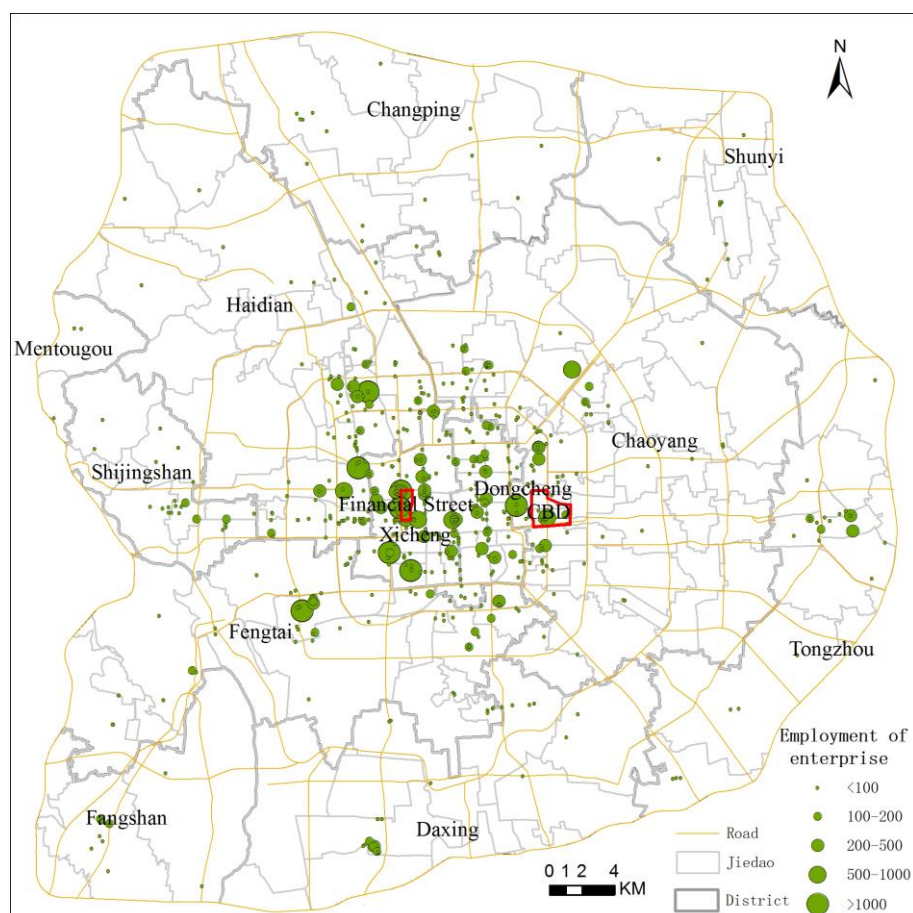 N
Changping
Shunyi
Haidian
Mentougou
Chaoyang
Shijingshan
Dongcheng
Financial Street
CBD
Xicheng
Fengtai
Tongzhou
Fangshan
Daxing
Employment of
enterprise
<100
100-200
200-500
500-1000
>1000
Road
Jiedao
District
0 1 2 4
KM